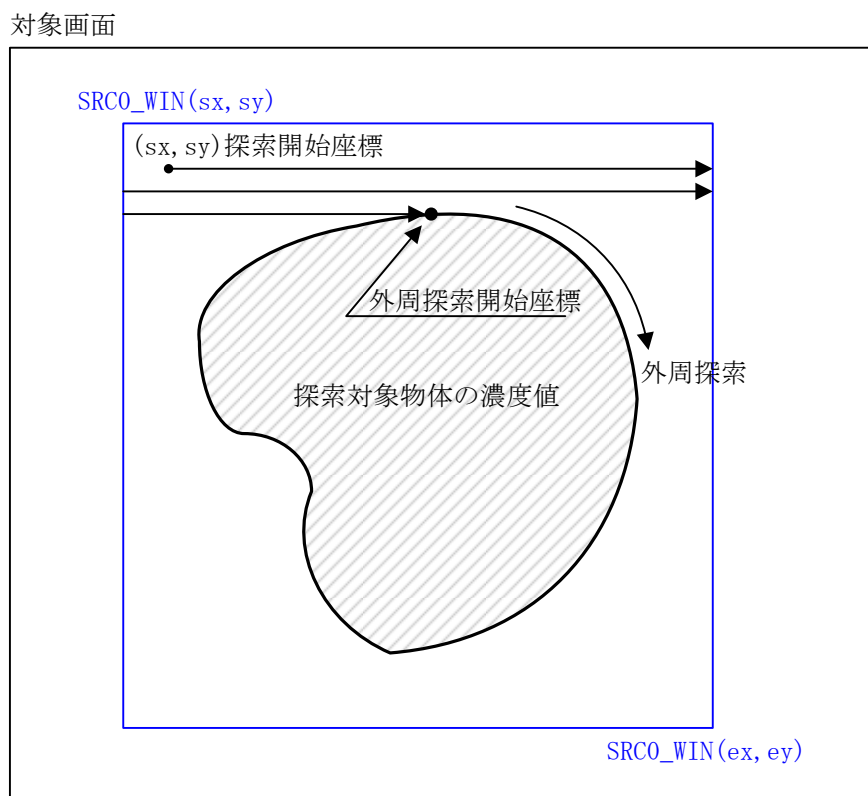 対象画面
SRC0_WIN(sx,sy)
(sx,sy)探索開始座標
外周探索開始座標
外周探索
探索対象物体の濃度値
SRC0_WIN(ex,ey)